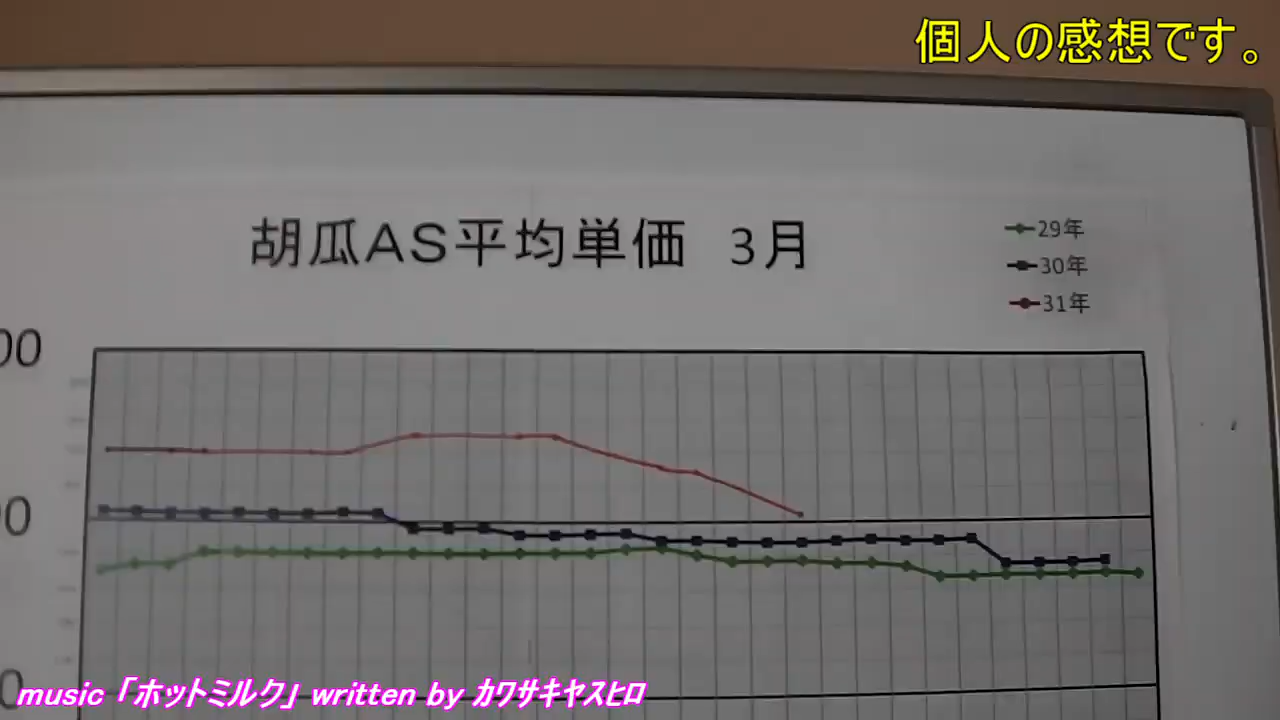 個人の感想です。
胡瓜AS平均単価 3月
29年
30年
31年
00
music「ホットミルク」written by ｶﾜｻｷﾔｽﾋﾛ